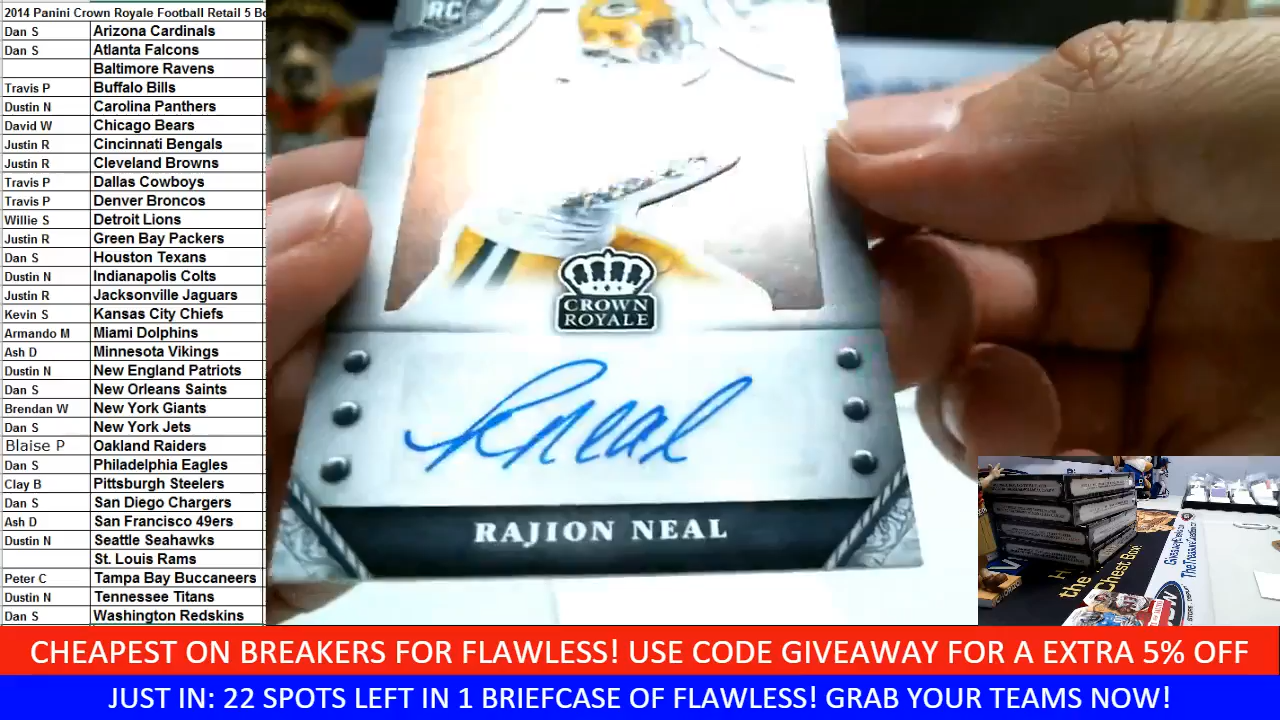 2014 Panini Crown Royale Football Retail 5 Bo
Dan S Arizona Cardinals
Dan S Atlanta Falcons
Baltimore Ravens
Travis P Buffalo Bills
Dustin N Carolina Panthers
David W Chicago Bears
Justin R Cincinnati Bengals
Justin R Cleveland Browns
Travis P Dallas Cowboys
Travis P Denver Broncos
Willie S Detroit Lions
Justin R Green Bay Packers
Dan S Houston Texans
Dustin N Indianapolis Colts
Justin R Jacksonville Jaguars
Kevin S Kansas City Chiefs
Armando M Miami Dolphins
Ash D Minnesota Vikings
Dustin N New England Patriots
Dan S New Orleans Saints
Brendan W New York Giants
Dan S New York Jets
Blaise P Oakland Raiders
Dan S Philadelphia Eagles
Clay B Pittsburgh Steelers
Dan S San Diego Chargers
Ash D San Francisco 49ers
Dustin N Seattle Seahawks
St. Louis Rams
Peter C Tampa Bay Buccaneers
Dustin N Tennessee Titans
Dan S Washington Redskins
RC
CROWN
ROYALE
R Neal
RAJION NEAL
the Chest Box
CHEAPEST ON BREAKERS FOR FLAWLESS! USE CODE GIVEAWAY FOR A EXTRA 5% OFF
JUST IN: 22 SPOTS LEFT IN 1 BRIEFCASE OF FLAWLESS! GRAB YOUR TEAMS NOW!